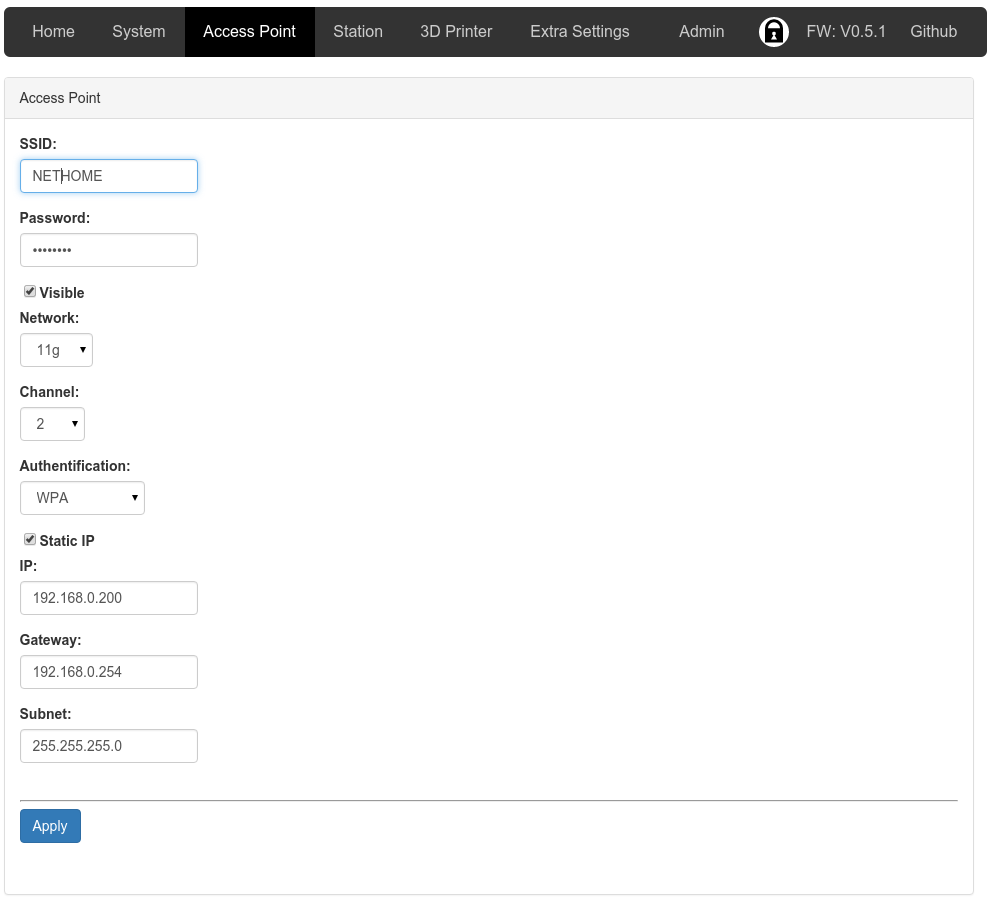 Home System Access Point Station 3D Printer Extra Settings Admin FW: V0.5.1 Github
Access Point
SSID:
NETHOME
Password:
••••••••
Visible
Network:
11g
Channel:
2
Authentification:
WPA
Static IP
IP:
192.168.0.200
Gateway:
192.168.0.254
Subnet:
255.255.255.0
Apply